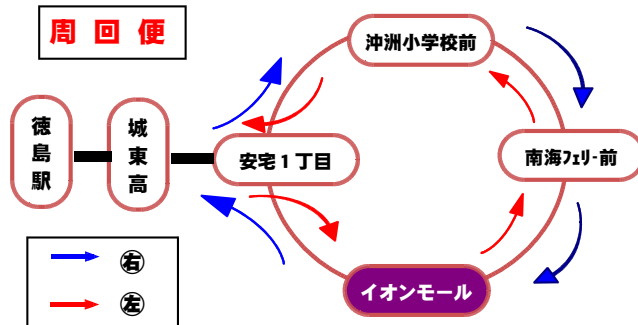 周回便
沖洲小学校前
徳島駅
城東高
安宅1丁目
南海フェリー前
イオンモール
㊨
㊧